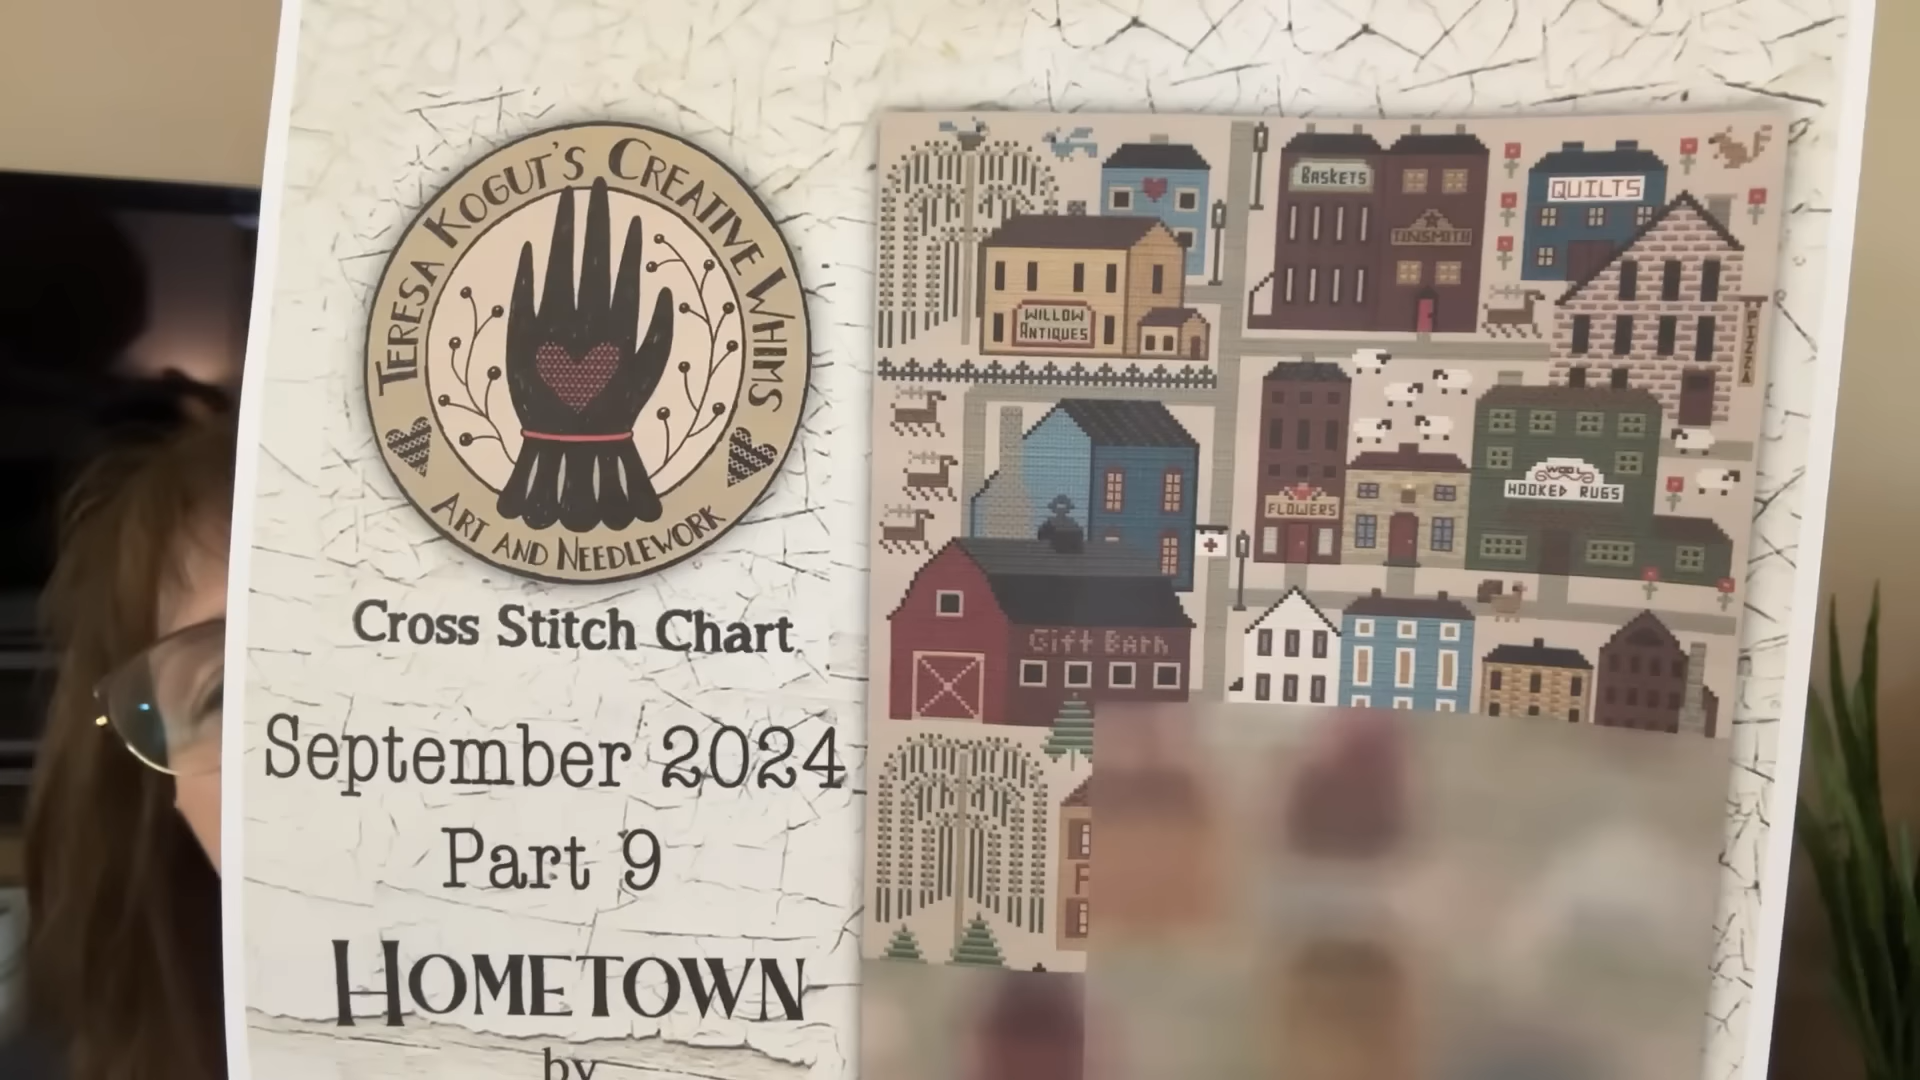 TERESA KOGUT'S CREATIVE WHIMS
ART AND NEEDLEWORK
Cross Stitch Chart
September 2024
Part 9
HOMETOWN
by
BASKETS
TINSMITH
QUILTS
WILLOW
ANTIQUES
PIZZA
FLOWERS
WOOL
HOOKED RUGS
Gift Barn
F